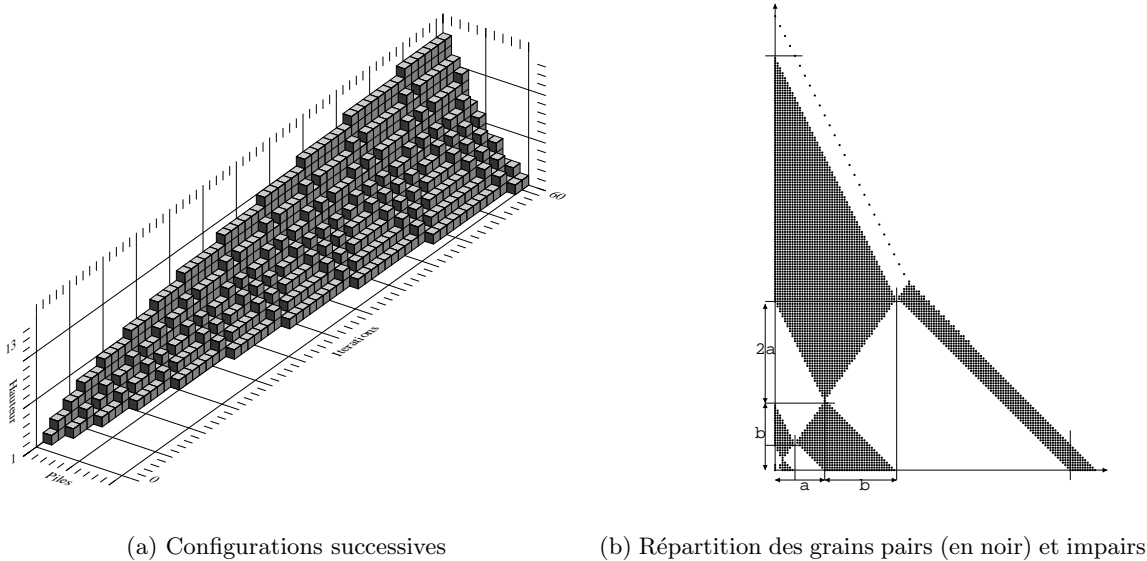 13
Hauteur
1
Piles
0
Iterations
60
2a
b
a
b
(a) Configurations successives
(b) Répartition des grains pairs (en noir) et impairs